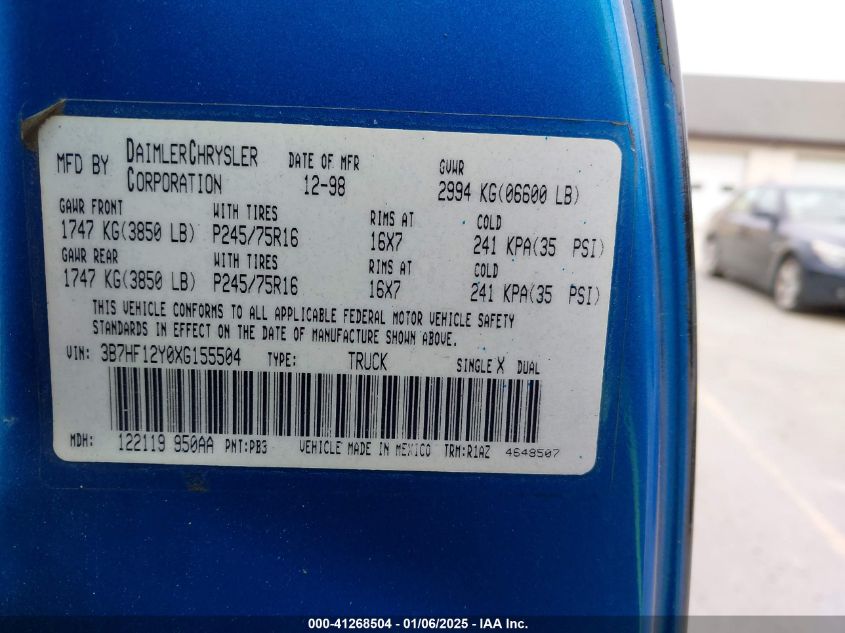 MFD BY DAIMLERCHRYSLER CORPORATION DATE OF MFR 12-98 GVWR 2994 KG(06600 LB)
GAWR FRONT WITH TIRES RIMS AT COLD
1747 KG(3850 LB) P245/75R16 16X7 241 KPA(35 PSI)
GAWR REAR WITH TIRES RIMS AT COLD
1747 KG(3850 LB) P245/75R16 16X7 241 KPA(35 PSI)
THIS VEHICLE CONFORMS TO ALL APPLICABLE FEDERAL MOTOR VEHICLE SAFETY
STANDARDS IN EFFECT ON THE DATE OF MANUFACTURE SHOWN ABOVE.
VIN: 3B7HF12Y0XG155504 TYPE: TRUCK SINGLE X DUAL
MDH: 122119 950AA PNT:PB3 VEHICLE MADE IN MEXICO TRM:R1AZ 4648507
000-41268504 - 01/06/2025 - IAA Inc.